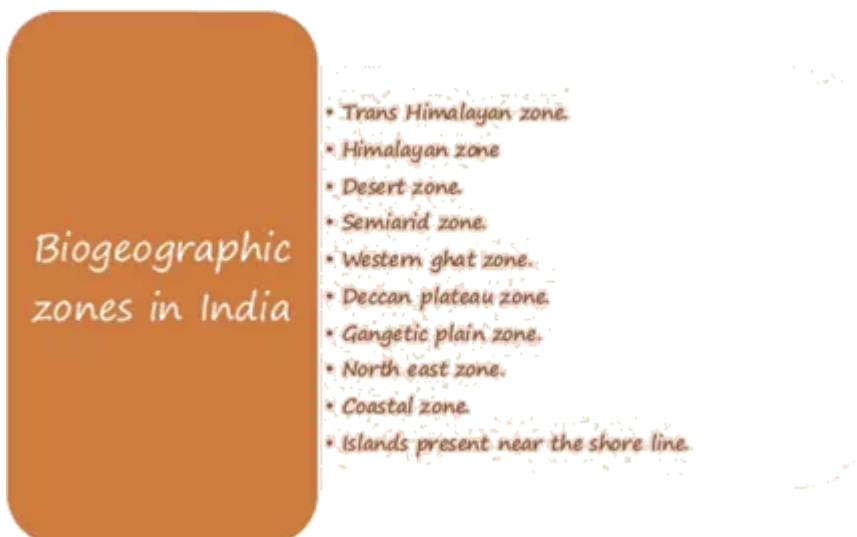 Biogeographic
zones in India
• Trans Himalayan zone.
• Himalayan zone
• Desert zone.
• Semiarid zone.
• Western ghat zone.
• Deccan plateau zone.
• Gangetic plain zone.
• North east zone.
• Coastal zone.
• Islands present near the shore line.